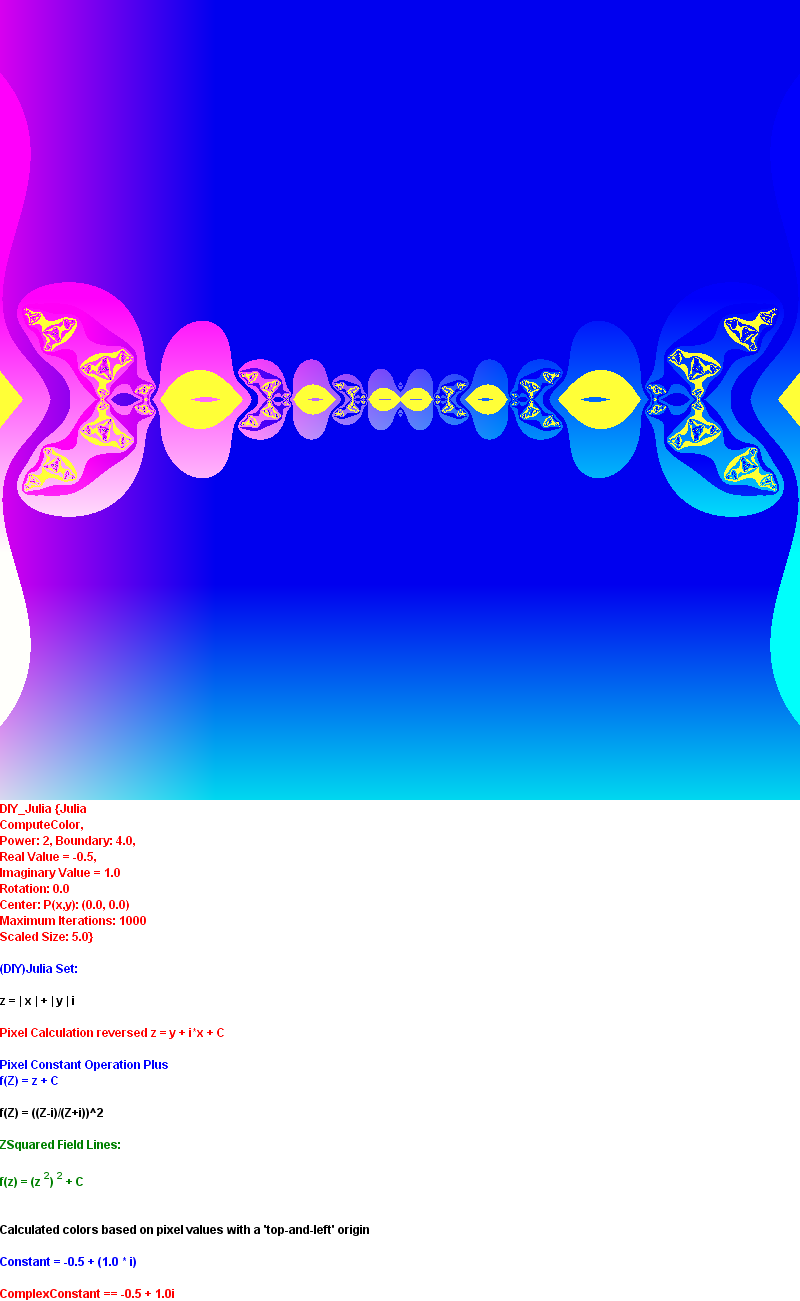 DIY_Julia {Julia
ComputeColor,
Power: 2, Boundary: 4.0,
Real Value = -0.5,
Imaginary Value = 1.0
Rotation: 0.0
Center: P(x,y): (0.0, 0.0)
Maximum Iterations: 1000
Scaled Size: 5.0}
(DIY)Julia Set:
z = | x | + | y | i
Pixel Calculation reversed z = y + i*x + C
Pixel Constant Operation Plus
f(Z) = z + C
f(Z) = ((Z-i)/(Z+i))^2
ZSquared Field Lines:
f(z) = (z ²) ² + C
Calculated colors based on pixel values with a 'top-and-left' origin
Constant = -0.5 + (1.0 * i)
ComplexConstant == -0.5 + 1.0i